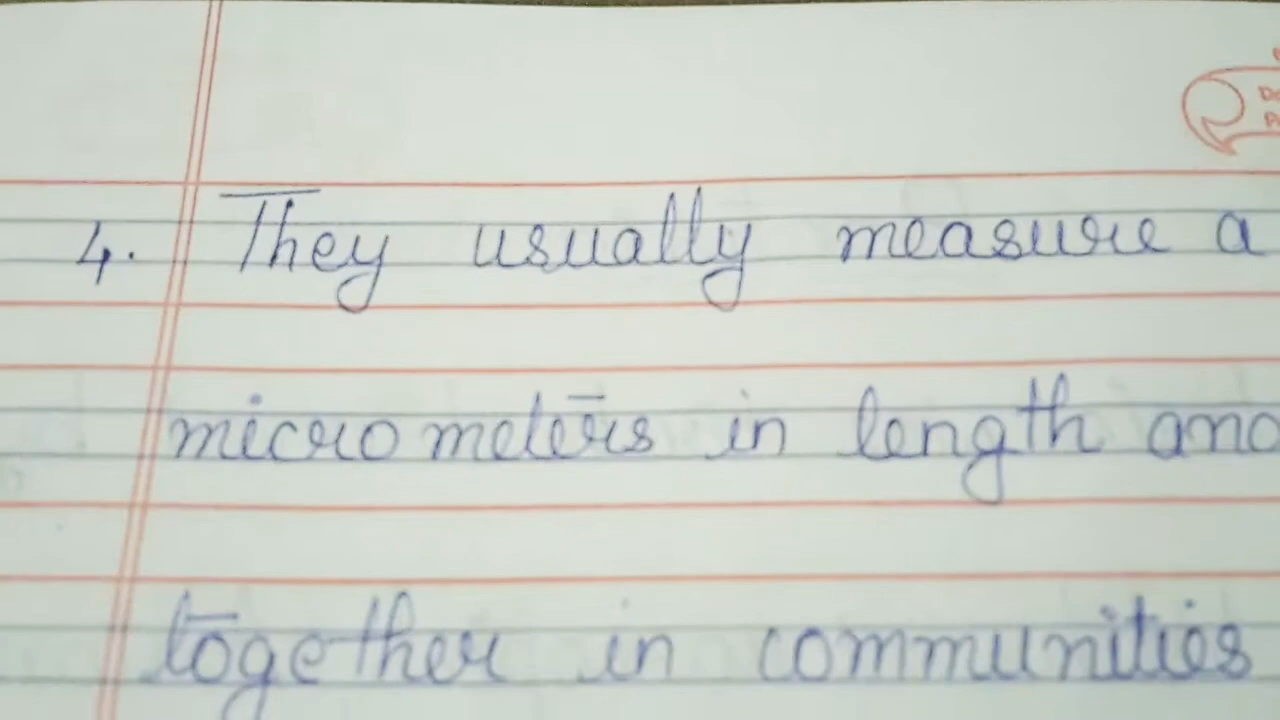 4. They usually measure a
micrometers in length and
together in communities